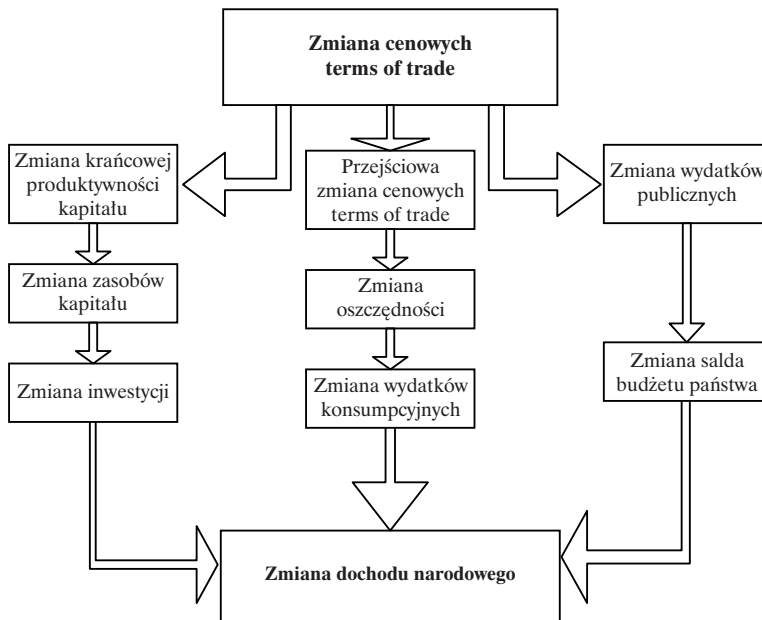 Zmiana cenowych
terms of trade
Zmiana krańcowej
produktywności
kapitału
Zmiana zasobów
kapitału
Zmiana inwestycji
Przejściowa
zmiana cenowych
terms of trade
Zmiana
oszczędności
Zmiana wydatków
konsumpcyjnych
Zmiana wydatków
publicznych
Zmiana salda
budżetu państwa
Zmiana dochodu narodowego